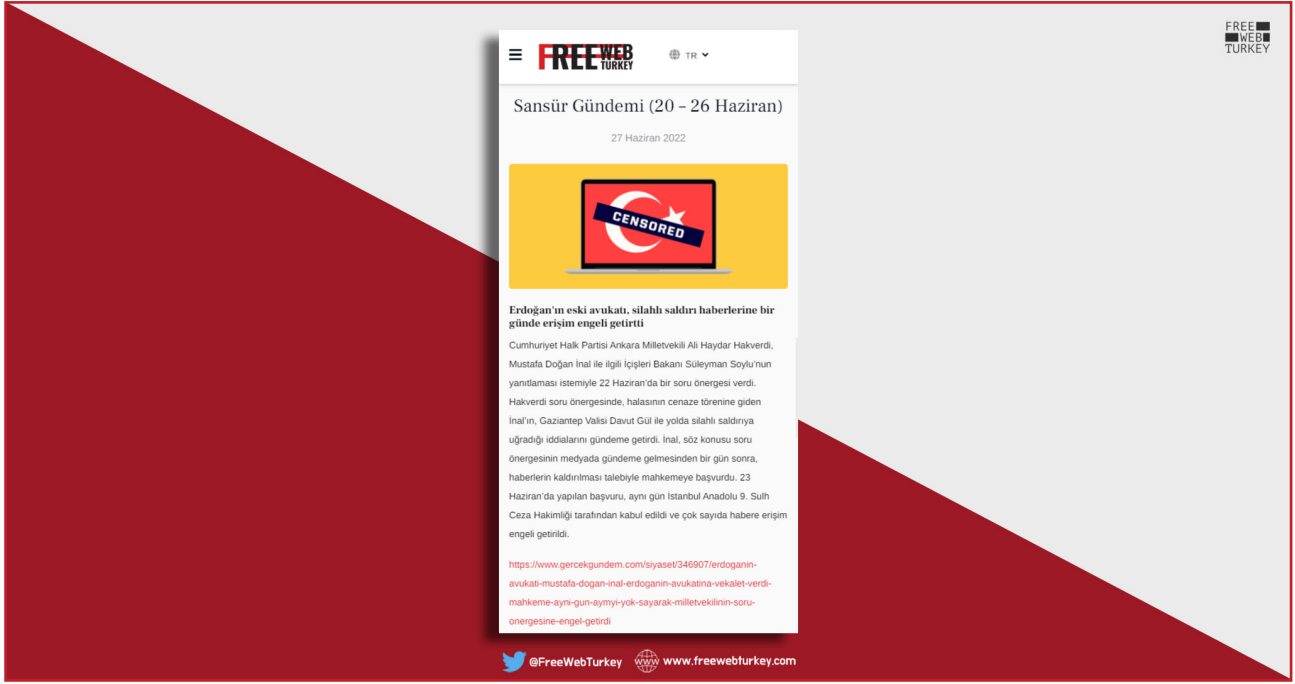 FREE
WEB
TURKEY
FREE WEB
TURKEY
TR
Sansür Gündemi (20 – 26 Haziran)
27 Haziran 2022
CENSORED
Erdoğan'ın eski avukatı, silahlı saldırı haberlerine bir
günde erişim engeli getirtti
Cumhuriyet Halk Partisi Ankara Milletvekili Ali Haydar Hakverdi,
Mustafa Doğan İnal ile ilgili İçişleri Bakanı Süleyman Soylu'nun
yanıtlaması istemiyle 22 Haziran'da bir soru önergesi verdi.
Hakverdi soru önergesinde, halasının cenaze törenine giden
İnal'ın, Gaziantep Valisi Davut Gül ile yolda silahlı saldırıya
uğradığı iddialarını gündeme getirdi. İnal, söz konusu soru
önergesinin medyada gündeme gelmesinden bir gün sonra,
haberlerin kaldırılması talebiyle mahkemeye başvurdu. 23
Haziran'da yapılan başvuru, aynı gün İstanbul Anadolu 9. Sulh
Ceza Hakimliği tarafından kabul edildi ve çok sayıda habere erişim
engeli getirildi.
https://www.gercekgundem.com/siyaset/346907/erdoganin-
avukati-mustafa-dogan-inal-erdoganin-avukatina-vekalet-verdi-
mahkeme-ayni-gun-aymyi-yok-sayarak-milletvekilinin-soru-
onergesine-engel-getirdi
@FreeWebTurkey www www.freewebturkey.com